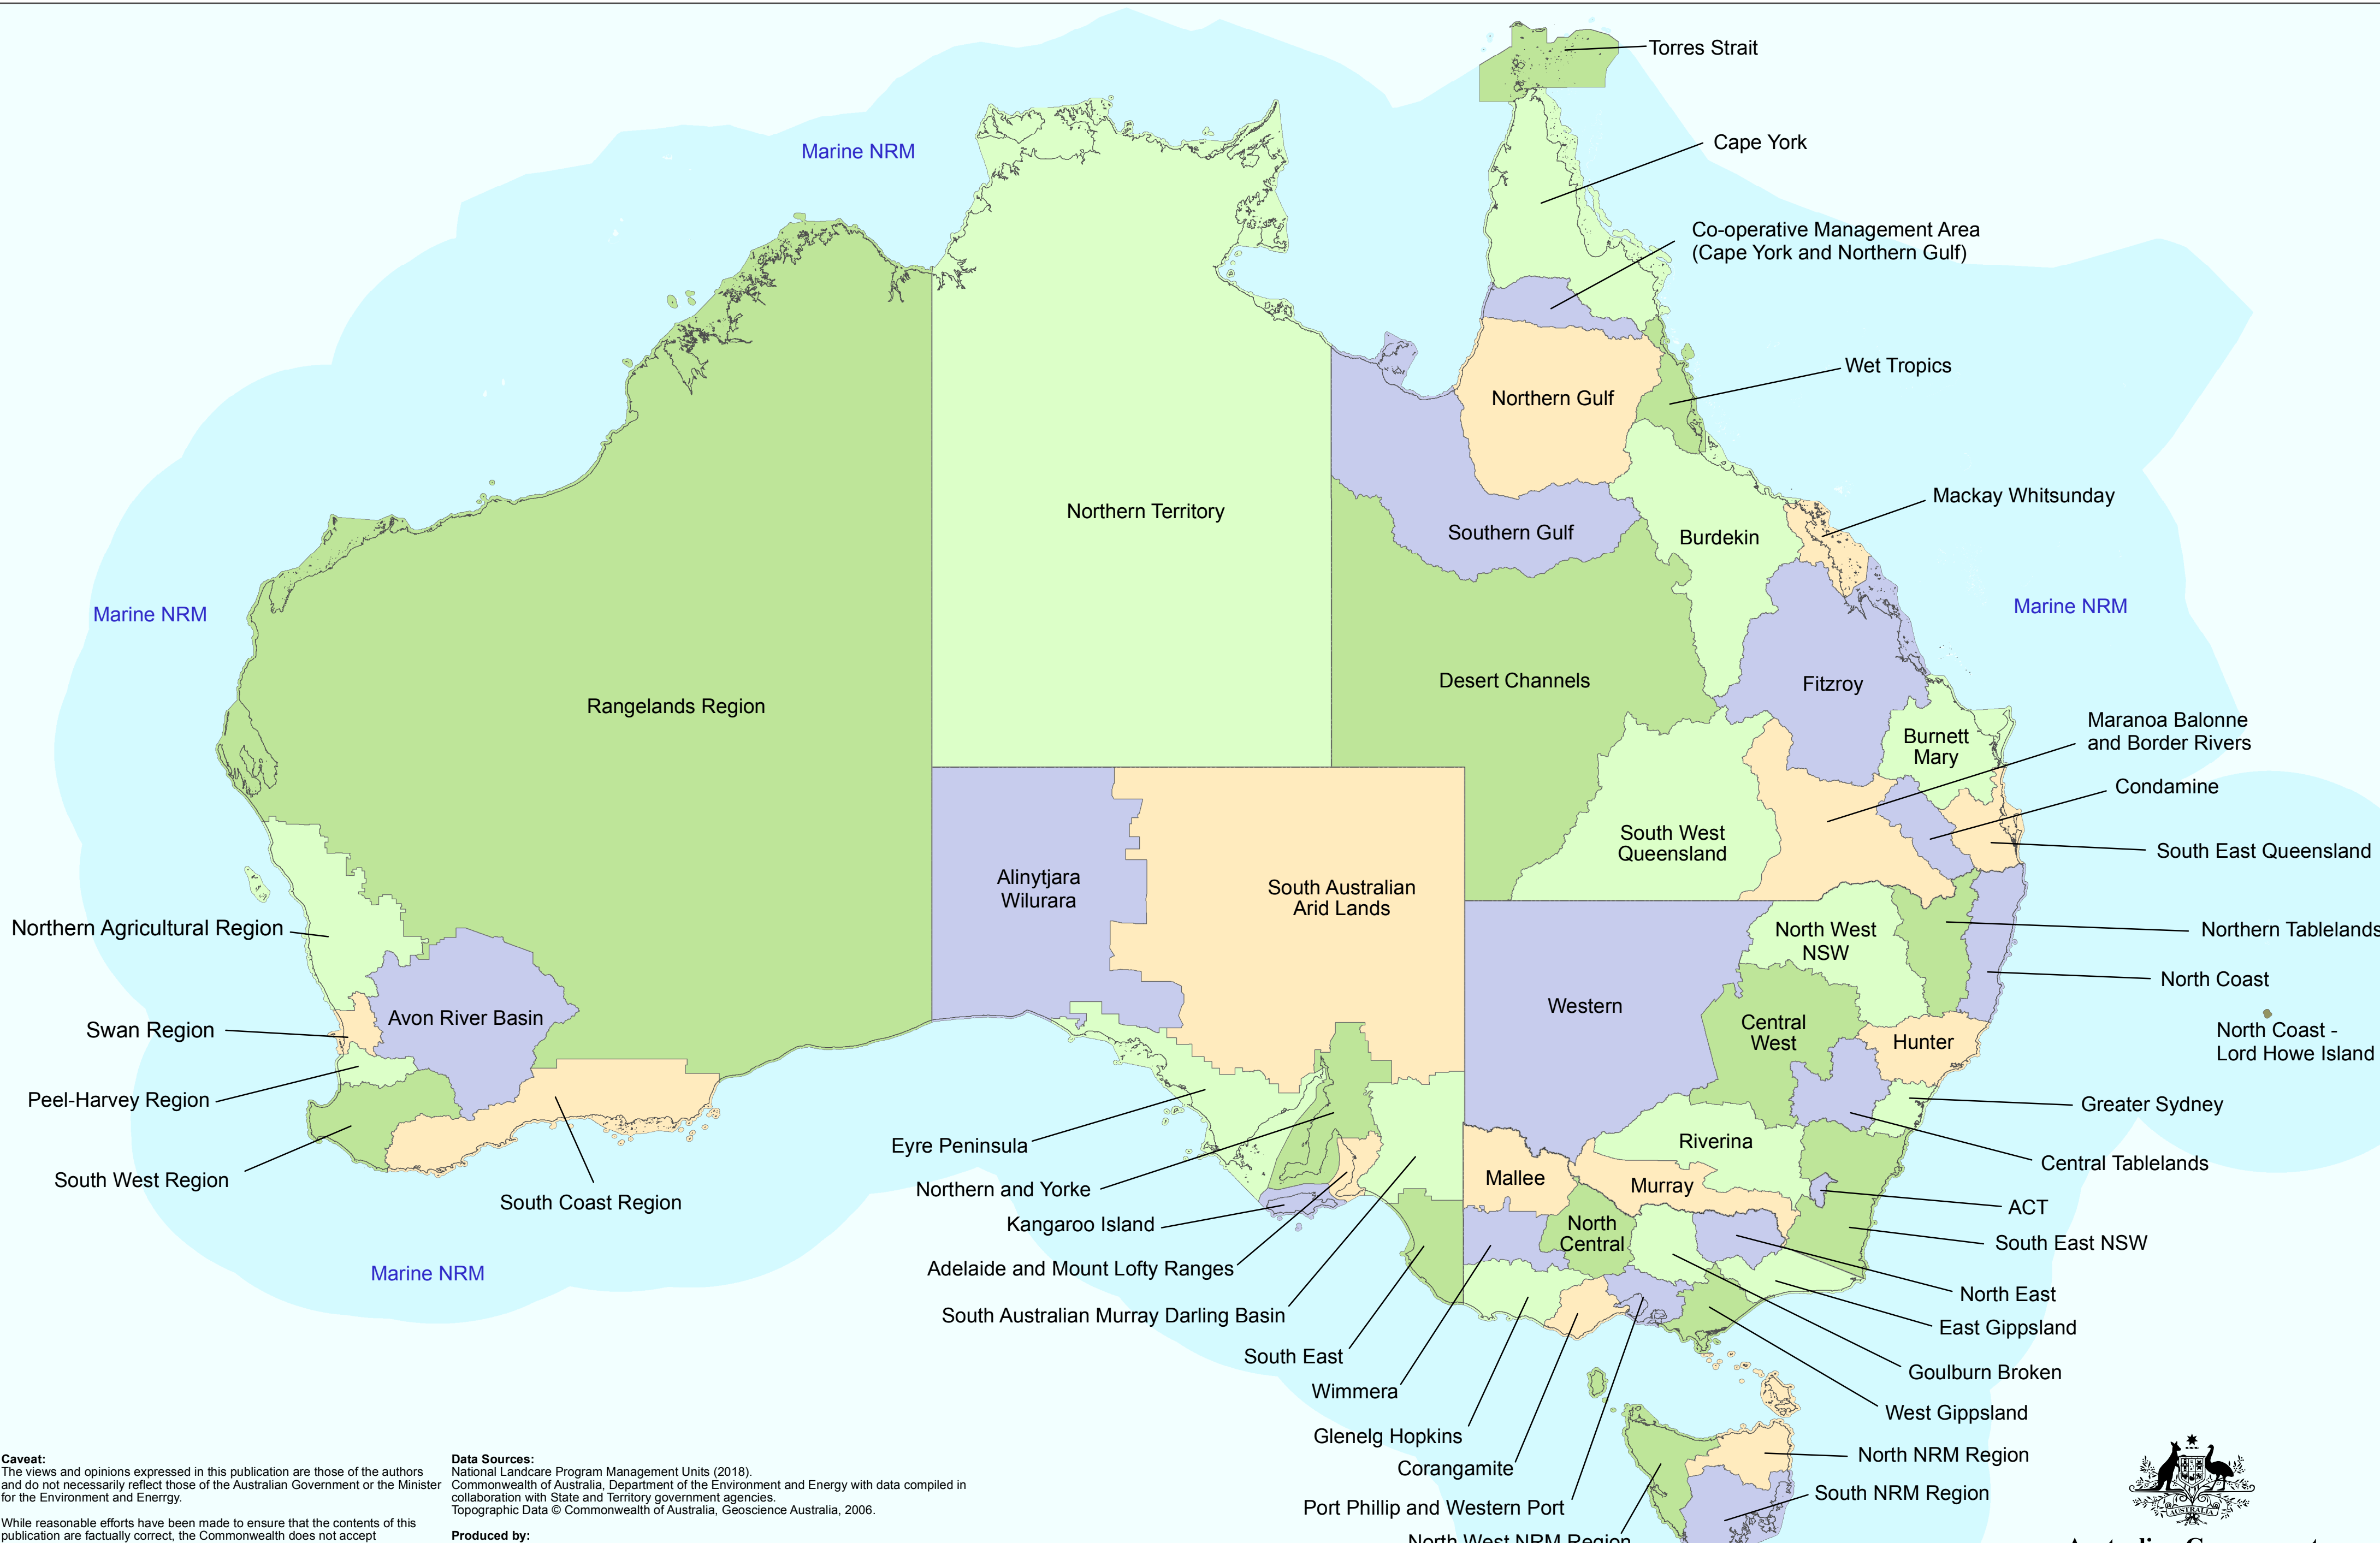 Torres Strait
Cape York
Marine NRM
Co-operative Management Area
(Cape York and Northern Gulf)
Wet Tropics
Northern Gulf
Mackay Whitsunday
Northern Territory
Southern Gulf
Burdekin
Marine NRM
Marine NRM
Desert Channels
Fitzroy
Rangelands Region
Maranoa Balonne
and Border Rivers
Burnett
Mary
Condamine
South West
Queensland
South East Queensland
Alinytjara
Wilurara
South Australian
Arid Lands
Northern Agricultural Region
North West
NSW
Northern Tablelands
North Coast
Western
Avon River Basin
Swan Region
Central
West
Hunter
North Coast -
Lord Howe Island
Peel-Harvey Region
Greater Sydney
Eyre Peninsula
Riverina
Central Tablelands
South West Region
Mallee
Murray
Northern and Yorke
South Coast Region
ACT
Kangaroo Island
North
Central
South East NSW
Marine NRM
Adelaide and Mount Lofty Ranges
North East
South Australian Murray Darling Basin
East Gippsland
South East
Goulburn Broken
Wimmera
West Gippsland
Glenelg Hopkins
North NRM Region
Corangamite
South NRM Region
Port Phillip and Western Port
North West NRM Region
Caveat:
The views and opinions expressed in this publication are those of the authors
and do not necessarily reflect those of the Australian Government or the Minister
for the Environment and Enerrgy.
While reasonable efforts have been made to ensure that the contents of this
publication are factually correct, the Commonwealth does not accept
Data Sources:
National Landcare Program Management Units (2018).
Commonwealth of Australia, Department of the Environment and Energy with data compiled in
collaboration with State and Territory government agencies.
Topographic Data © Commonwealth of Australia, Geoscience Australia, 2006.
Produced by:
AUSTRALIA
Australian Government